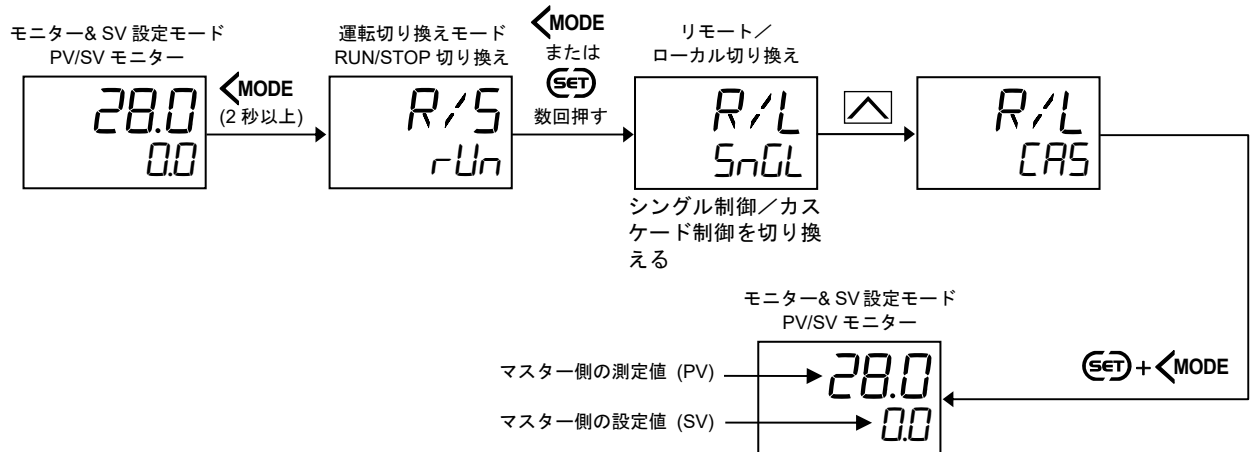 モニター& SV 設定モード
PV/SV モニター
28.0
0.0
<MODE
(2 秒以上)
運転切り換えモード
RUN/STOP 切り換え
R/S
rUn
<MODE
または
SET
数回押す
リモート／
ローカル切り換え
R/L
SnGL
シングル制御／カス
ケード制御を切り換
える
R/L
CAS
SET + <MODE
モニター& SV 設定モード
PV/SV モニター
マスター側の測定値 (PV)
28.0
マスター側の設定値 (SV)
0.0